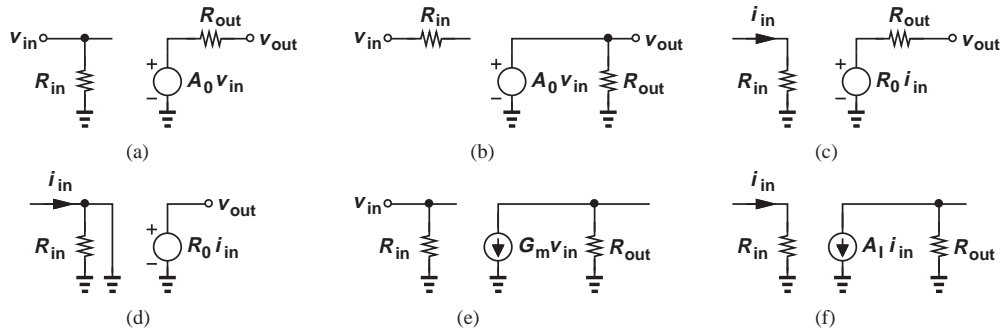 v_in R_in + − A_0 v_in R_out v_out
(a)
v_in R_in + − A_0 v_in R_out v_out
(b)
i_in R_in + − R_0 i_in R_out v_out
(c)
i_in R_in + − R_0 i_in v_out
(d)
v_in R_in G_m v_in R_out
(e)
i_in R_in A_I i_in R_out
(f)